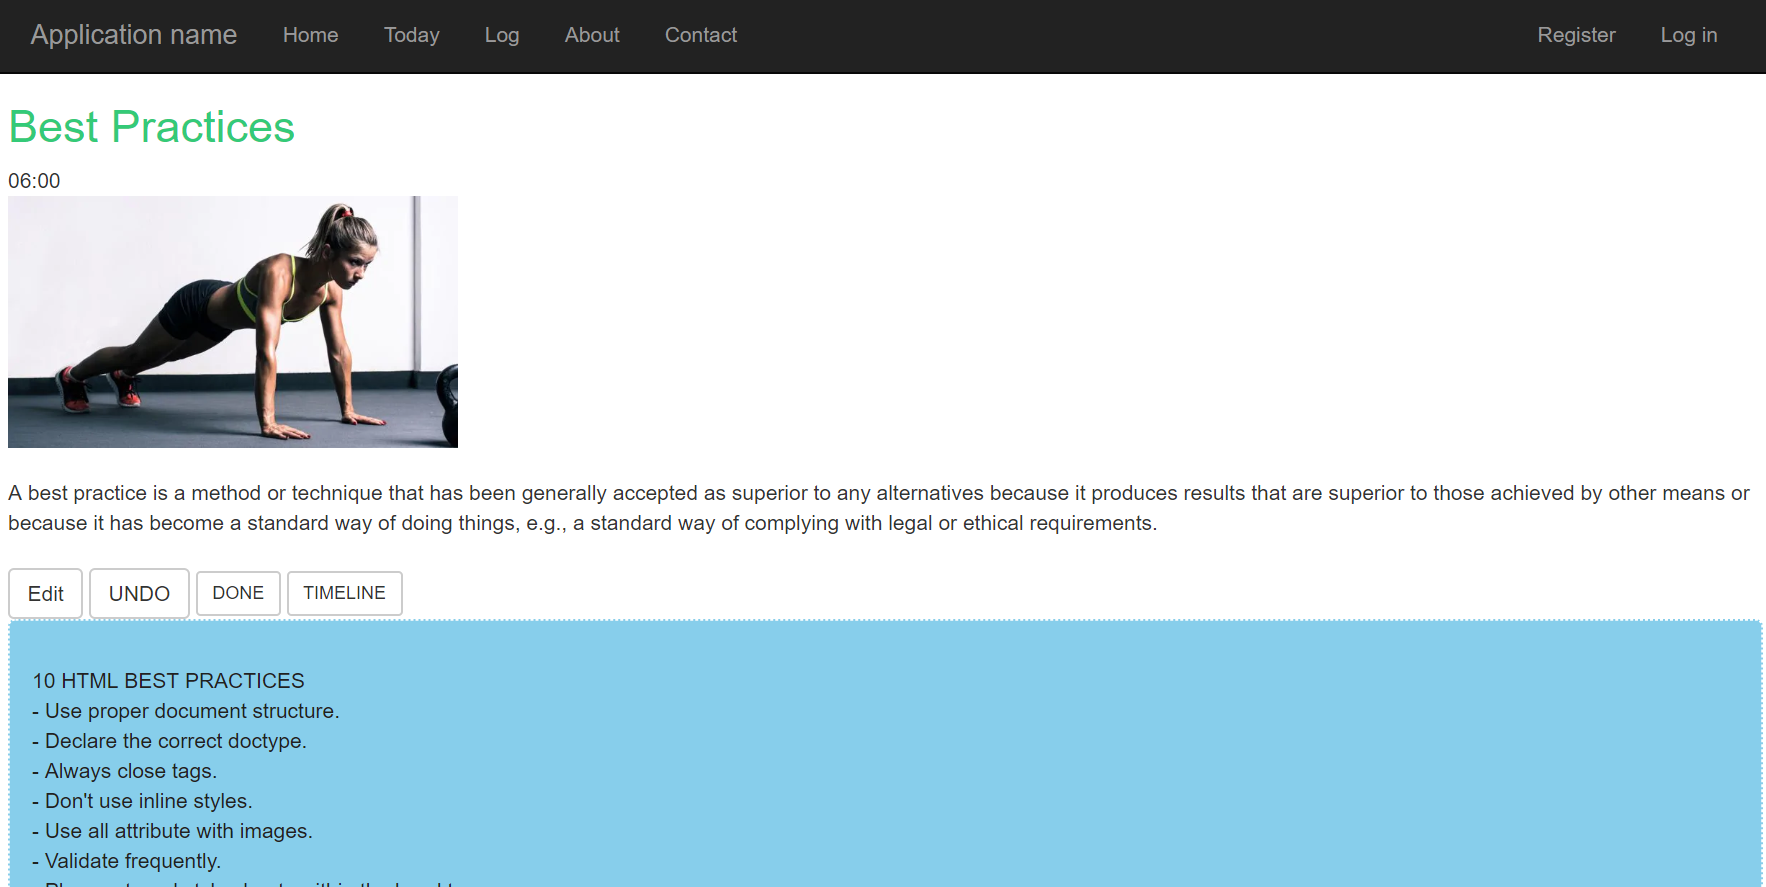 Application name Home Today Log About Contact Register Log in
Best Practices
06:00
A best practice is a method or technique that has been generally accepted as superior to any alternatives because it produces results that are superior to those achieved by other means or
because it has become a standard way of doing things, e.g., a standard way of complying with legal or ethical requirements.
Edit UNDO DONE TIMELINE
10 HTML BEST PRACTICES
- Use proper document structure.
- Declare the correct doctype.
- Always close tags.
- Don't use inline styles.
- Use all attribute with images.
- Validate frequently.